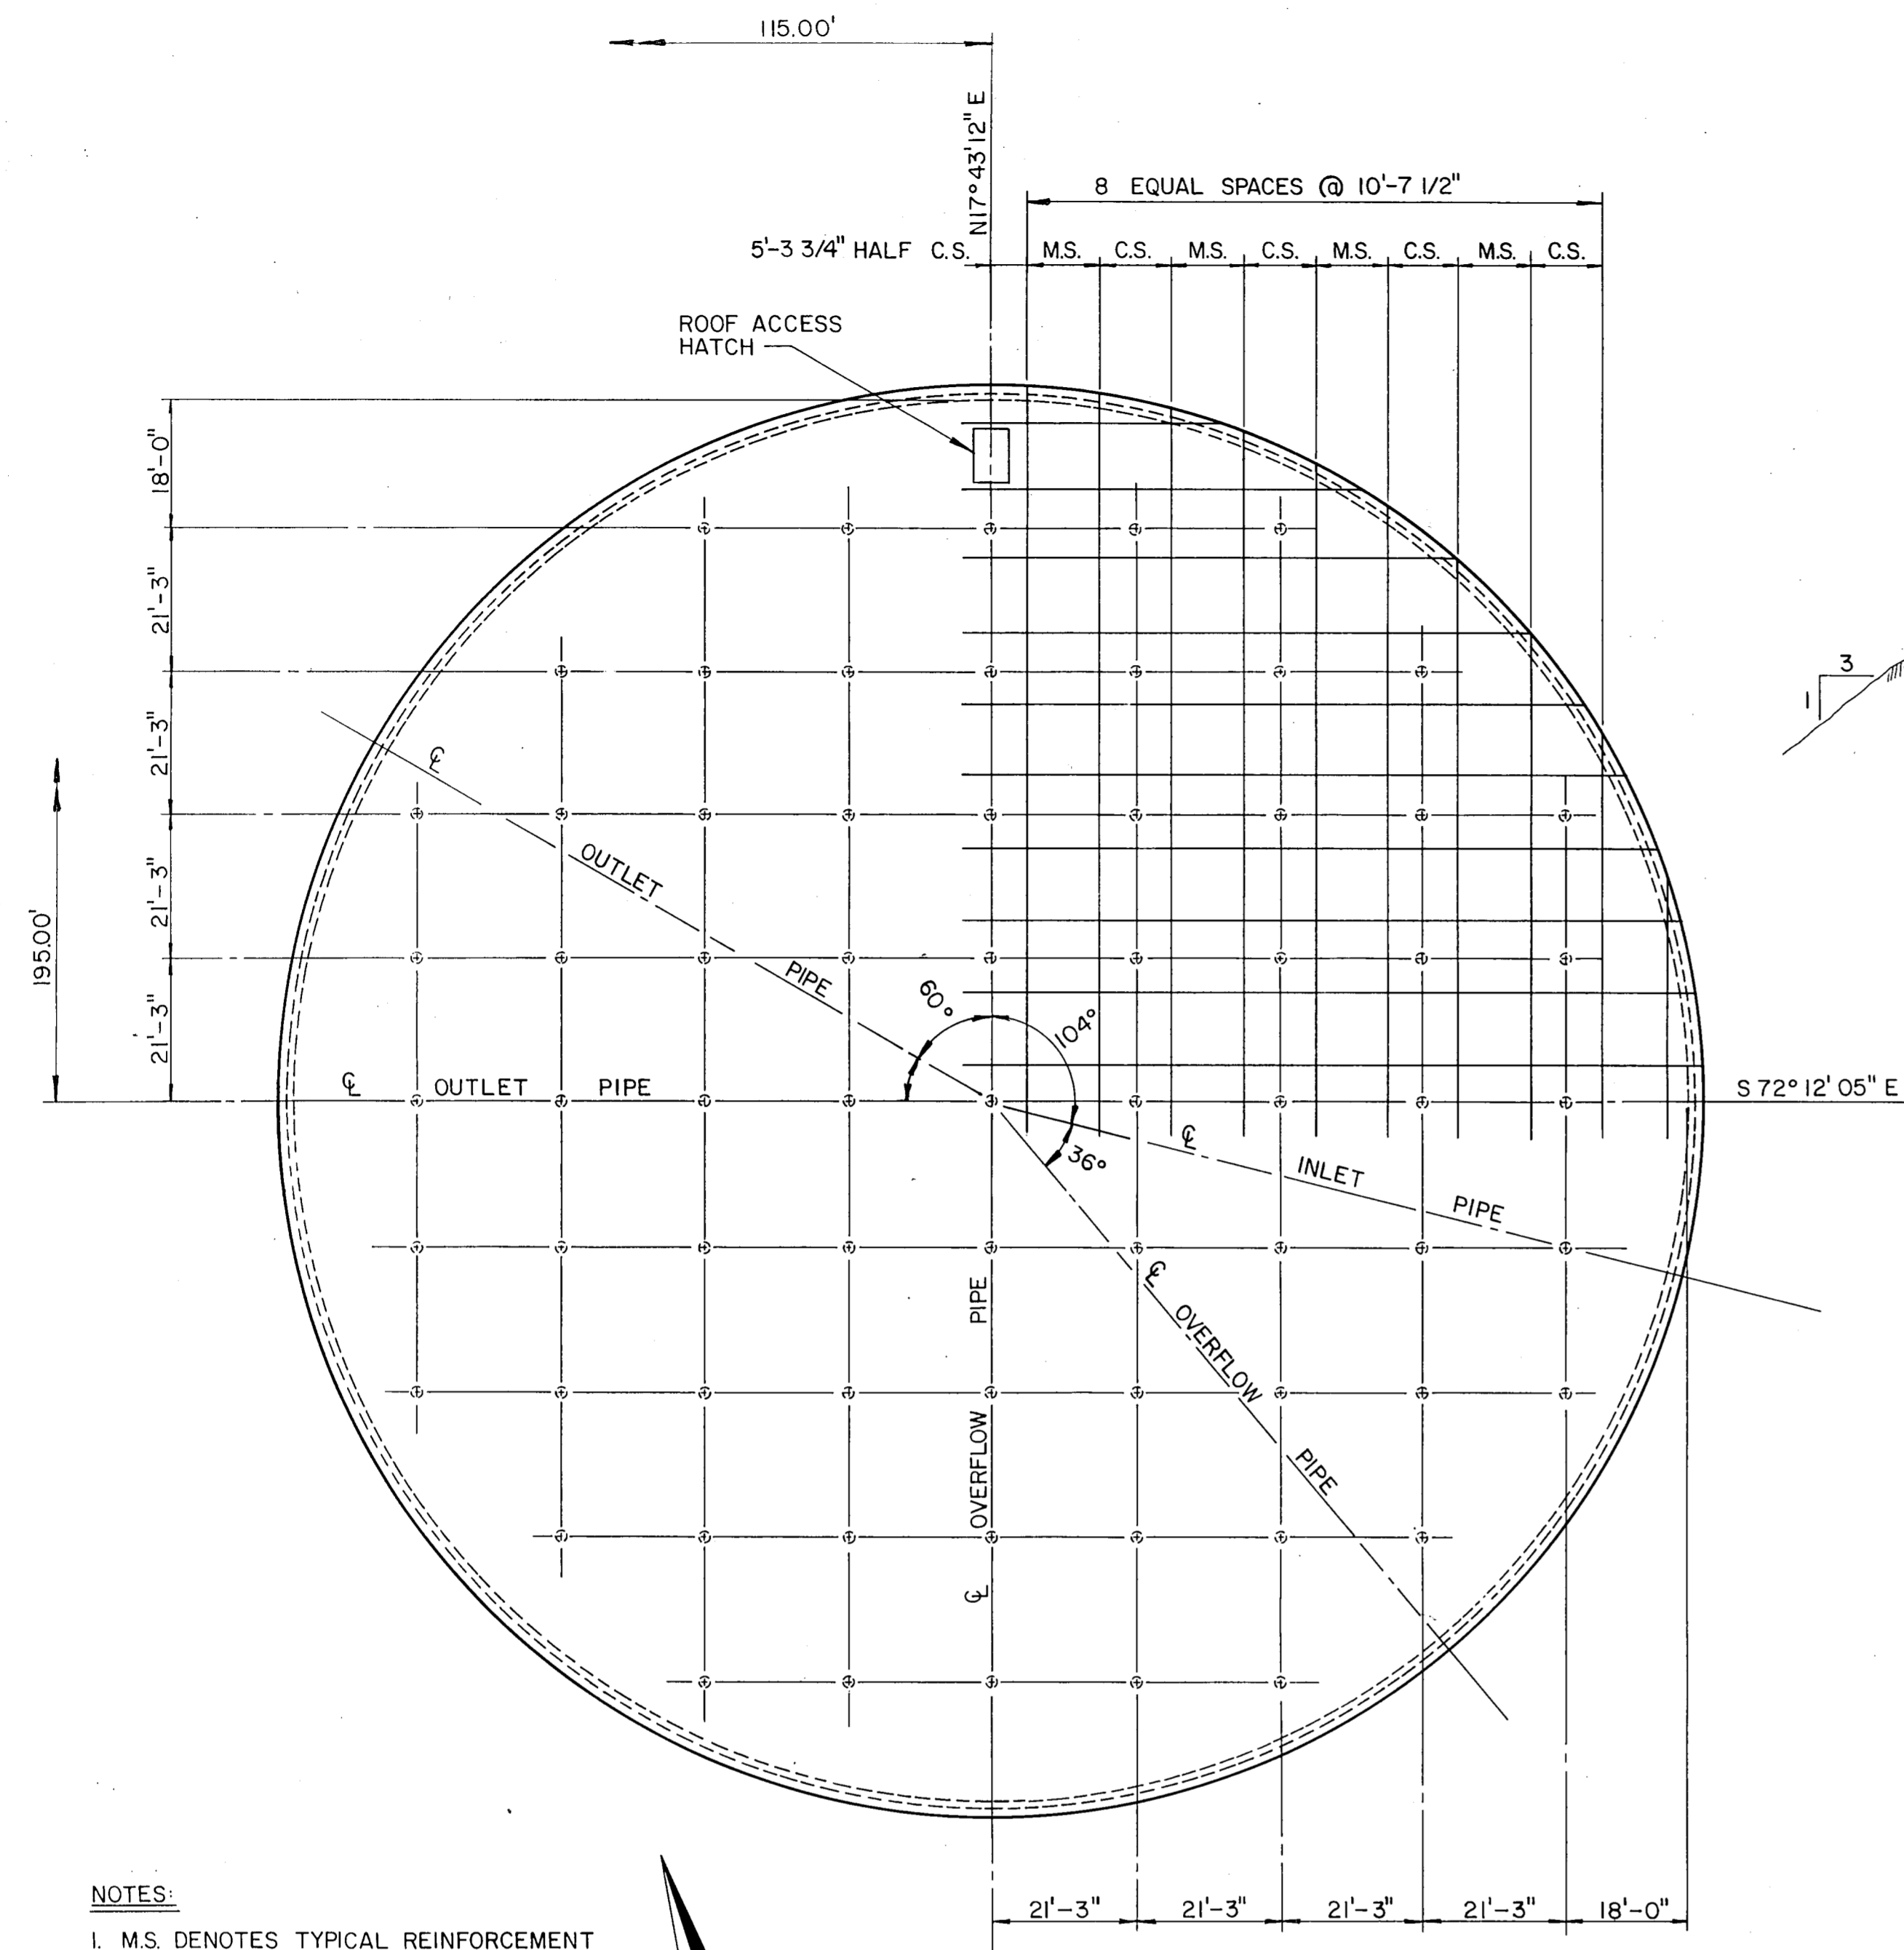 115.00'
N17°43'12" E
8 EQUAL SPACES @ 10'-7 1/2"
5'-3 3/4" HALF C.S.
M.S.
C.S.
M.S.
C.S.
M.S.
C.S.
M.S.
C.S.
ROOF ACCESS
HATCH
18'-0"
21'-3"
21'-3"
21'-3"
21'-3"
195.00'
3
1
℄
OUTLET
PIPE
60°
104°
36°
℄ OUTLET PIPE
S 72° 12' 05" E
℄
INLET
PIPE
℄
OVERFLOW
PIPE
℄ OVERFLOW PIPE
21'-3"
21'-3"
21'-3"
21'-3"
18'-0"
NOTES:
1. M.S. DENOTES TYPICAL REINFORCEMENT